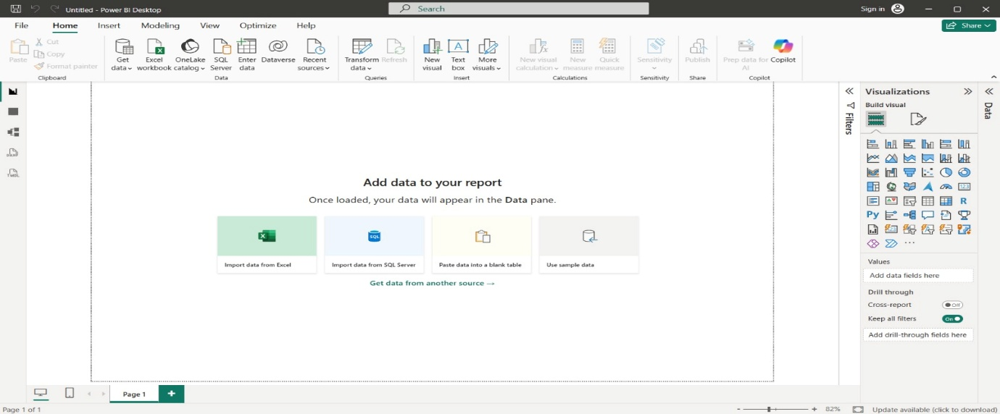 Untitled - Power BI Desktop
Search
Sign in
File Home Insert Modeling View Optimize Help
Share
Paste
Cut
Copy
Format painter
Clipboard
Get data
Excel workbook
OneLake catalog
SQL Server
Enter data
Dataverse
Recent sources
Data
Transform data
Refresh
Queries
New visual
Text box
More visuals
Insert
New visual calculation
New measure
Quick measure
Calculations
Sensitivity
Sensitivity
Publish
Share
Prep data for AI
Copilot
Copilot
DAX
TMDL
Add data to your report
Once loaded, your data will appear in the Data pane.
Import data from Excel
SQL
Import data from SQL Server
Paste data into a blank table
Use sample data
Get data from another source →
Filters
Visualizations
Build visual
123
R
Py
Values
Add data fields here
Drill through
Cross-report
Off
Keep all filters
On
Add drill-through fields here
Data
Page 1
Page 1 of 1
- + 82%
Update available (click to download)